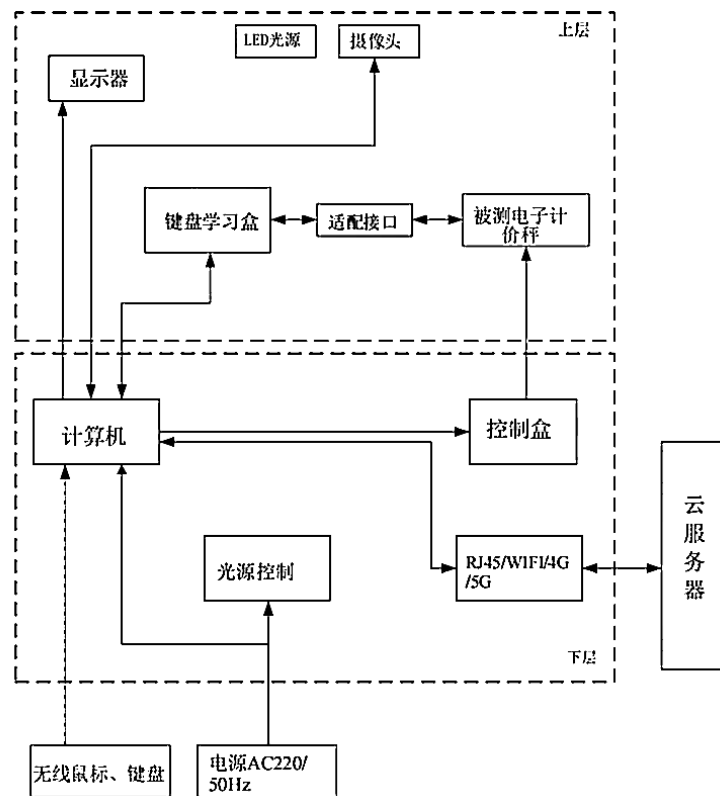 上层
LED光源
摄像头
显示器
键盘学习盒
适配接口
被测电子计
价秤
计算机
控制盒
云服务器
光源控制
RJ45/WIFI/4G
/5G
下层
无线鼠标、键盘
电源AC220/
50Hz